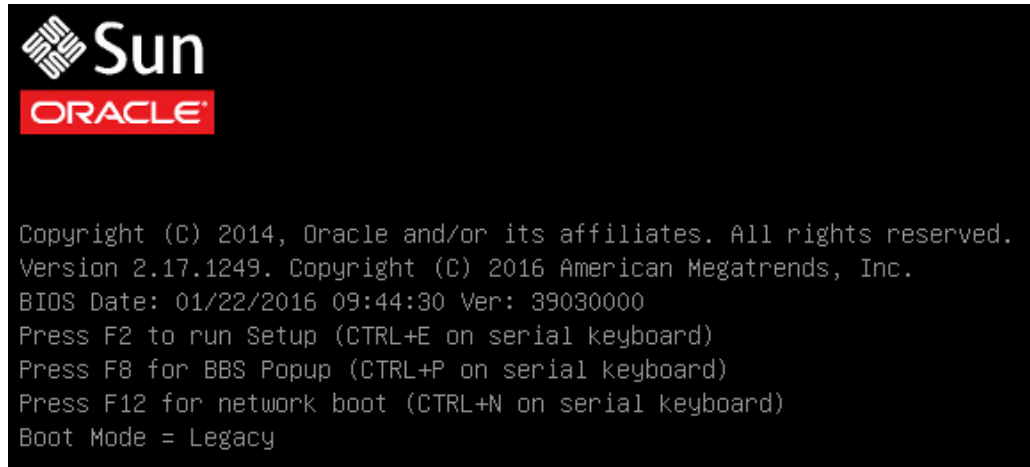 Sun
ORACLE®
Copyright (C) 2014, Oracle and/or its affiliates. All rights reserved.
Version 2.17.1249. Copyright (C) 2016 American Megatrends, Inc.
BIOS Date: 01/22/2016 09:44:30 Ver: 39030000
Press F2 to run Setup (CTRL+E on serial keyboard)
Press F8 for BBS Popup (CTRL+P on serial keyboard)
Press F12 for network boot (CTRL+N on serial keyboard)
Boot Mode = Legacy